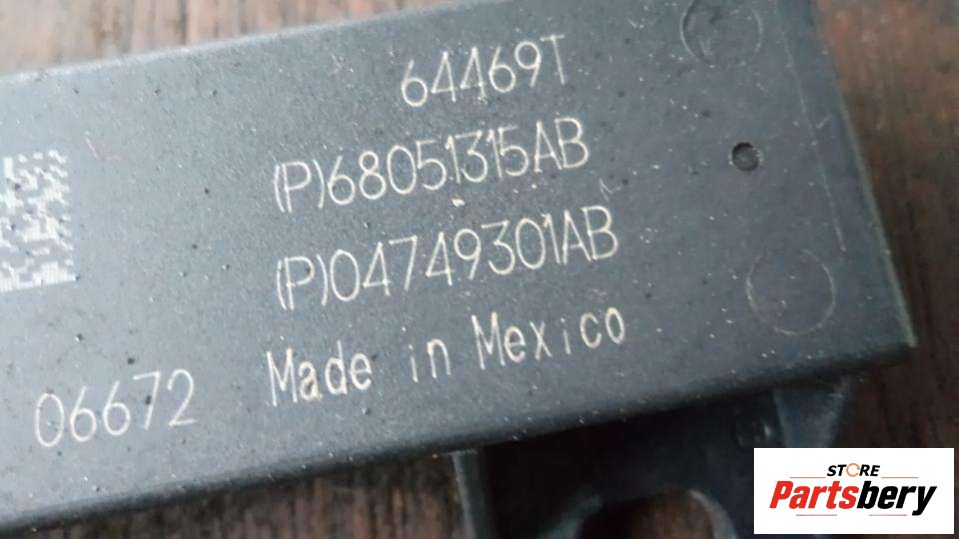 64469T
(P)68051315AB
(P)04749301AB
06672 Made in Mexico
STORE
Partsbery